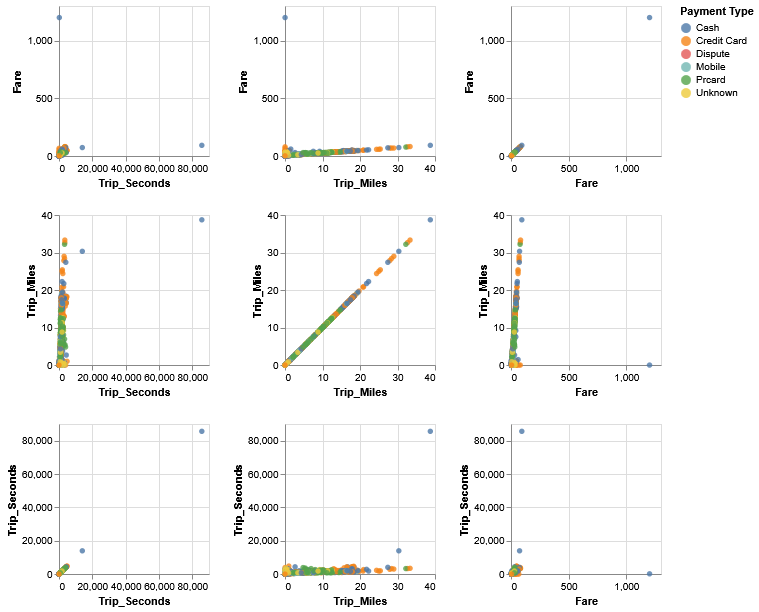 Payment Type
Cash
Credit Card
Dispute
Mobile
Prcard
Unknown
1,000
500
0
Fare
0 20,000 40,000 60,000 80,000
Trip_Seconds
1,000
500
0
Fare
0 10 20 30 40
Trip_Miles
1,000
500
0
Fare
0 500 1,000
Fare
40
30
20
10
0
Trip_Miles
0 20,000 40,000 60,000 80,000
Trip_Seconds
40
30
20
10
0
Trip_Miles
0 10 20 30 40
Trip_Miles
40
30
20
10
0
Trip_Miles
0 500 1,000
Fare
80,000
60,000
40,000
20,000
0
Trip_Seconds
0 20,000 40,000 60,000 80,000
Trip_Seconds
80,000
60,000
40,000
20,000
0
Trip_Seconds
0 10 20 30 40
Trip_Miles
80,000
60,000
40,000
20,000
0
Trip_Seconds
0 500 1,000
Fare